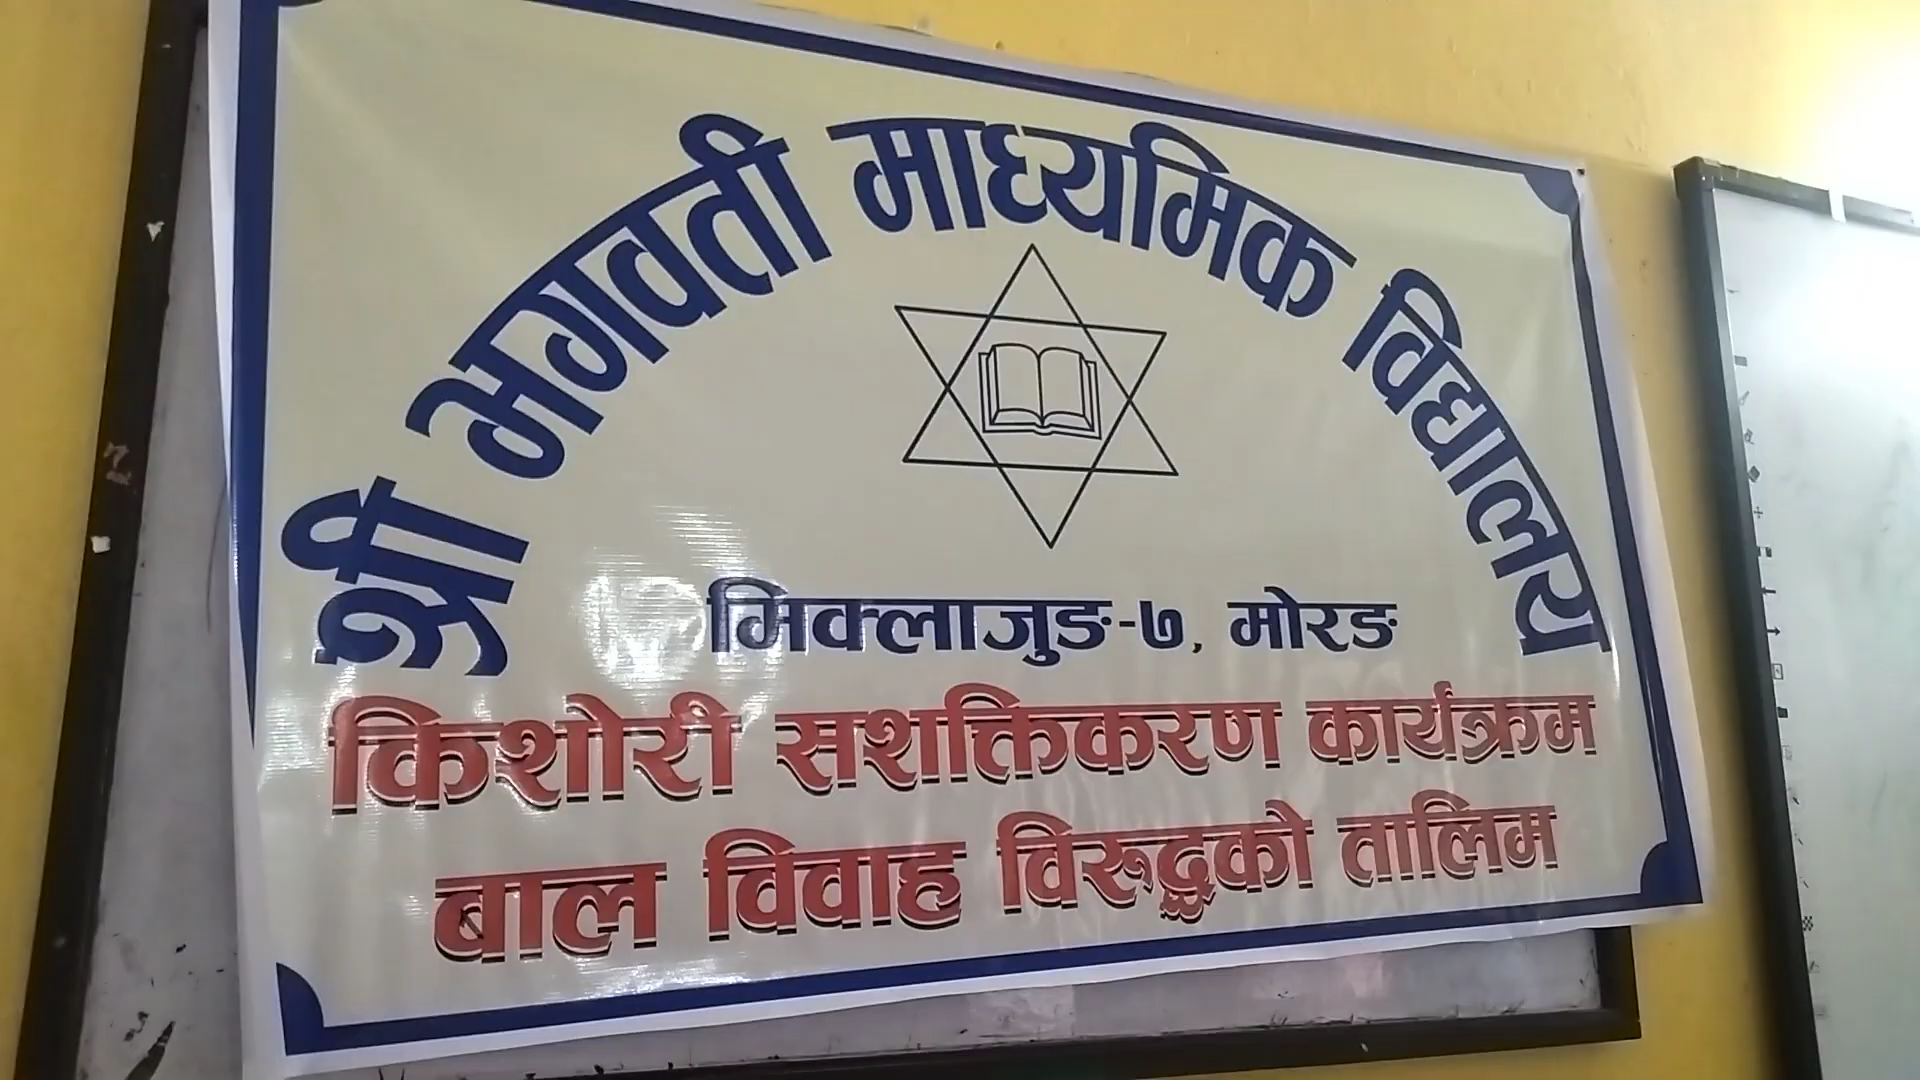 श्री भगवती माध्यमिक विद्यालय
मिक्लाजुङ-७, मोरङ
किशोरी सशक्तिकरण कार्यक्रम
बाल विवाह विरुद्धको तालिम